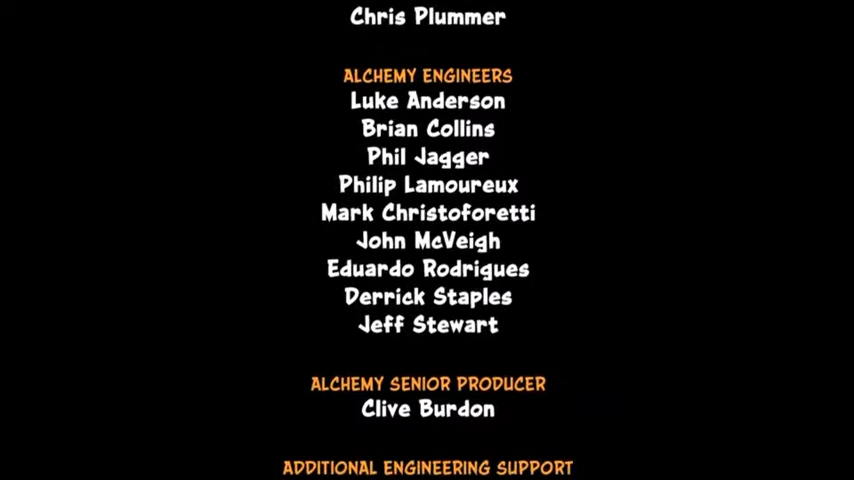 Chris Plummer
ALCHEMY ENGINEERS
Luke Anderson
Brian Collins
Phil Jagger
Philip Lamoureux
Mark Christoforetti
John McVeigh
Eduardo Rodrigues
Derrick Staples
Jeff Stewart
ALCHEMY SENIOR PRODUCER
Clive Burdon
ADDITIONAL ENGINEERING SUPPORT